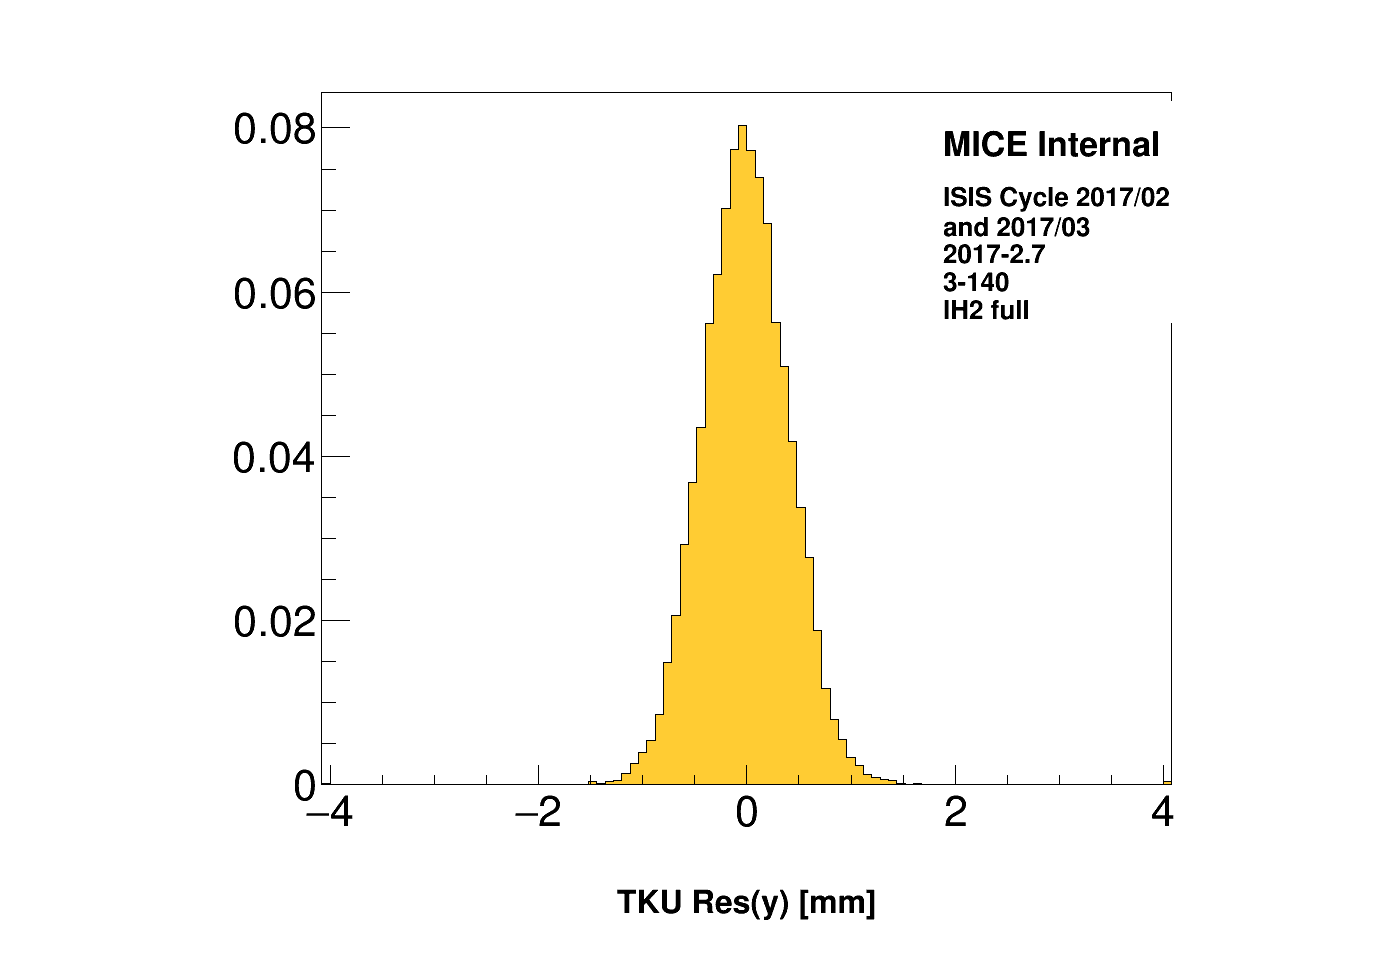 0.08
0.06
0.04
0.02
0
−4
−2
0
2
4
TKU Res(y) [mm]
MICE Internal
ISIS Cycle 2017/02
and 2017/03
2017-2.7
3-140
IH2 full